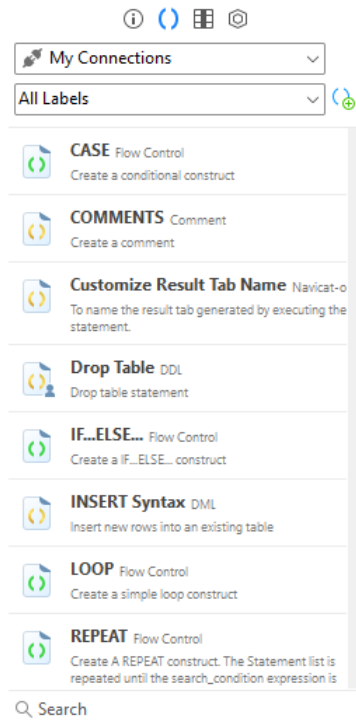 My Connections
All Labels
CASE Flow Control
Create a conditional construct
COMMENTS Comment
Create a comment
Customize Result Tab Name Navicat-o
To name the result tab generated by executing the
statement.
Drop Table DDL
Drop table statement
IF...ELSE... Flow Control
Create a IF...ELSE... construct
INSERT Syntax DML
Insert new rows into an existing table
LOOP Flow Control
Create a simple loop construct
REPEAT Flow Control
Create A REPEAT construct. The Statement list is
repeated until the search_condition expression is
Search